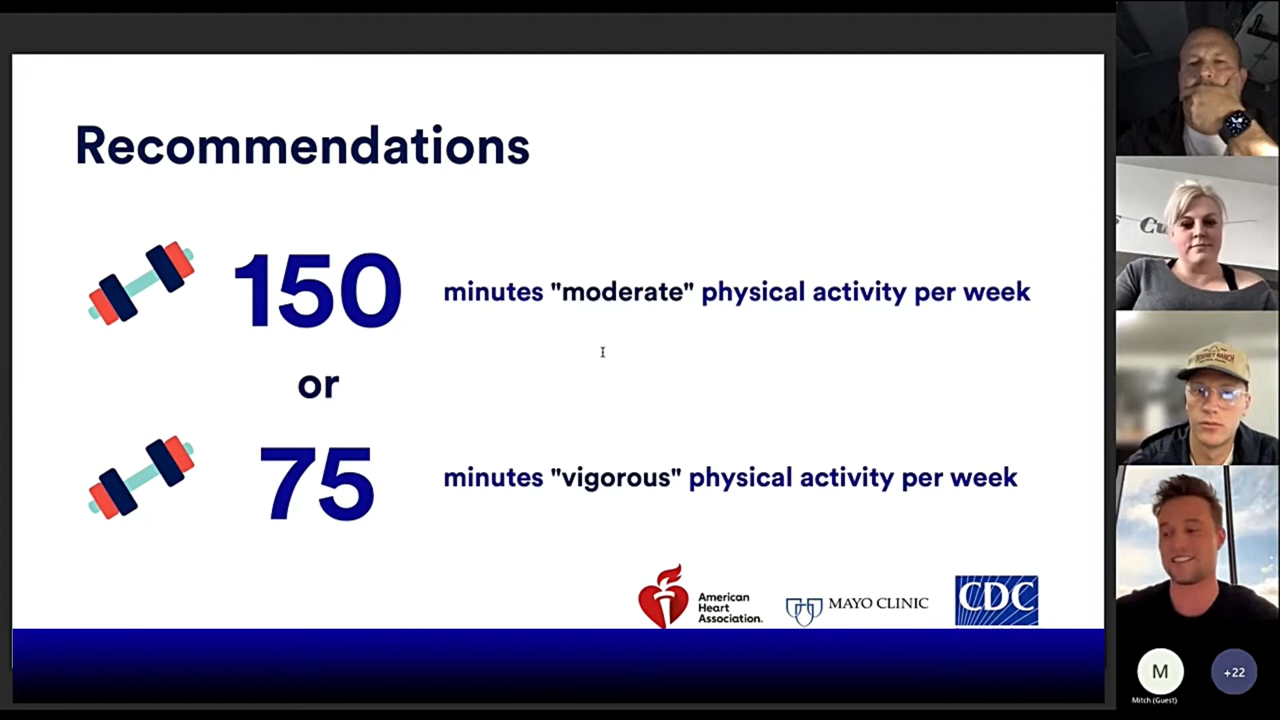 Recommendations
150
minutes "moderate" physical activity per week
or
75
minutes "vigorous" physical activity per week
American
Heart
Association.
MAYO CLINIC
CDC
M
+22
Mitch (Guest)